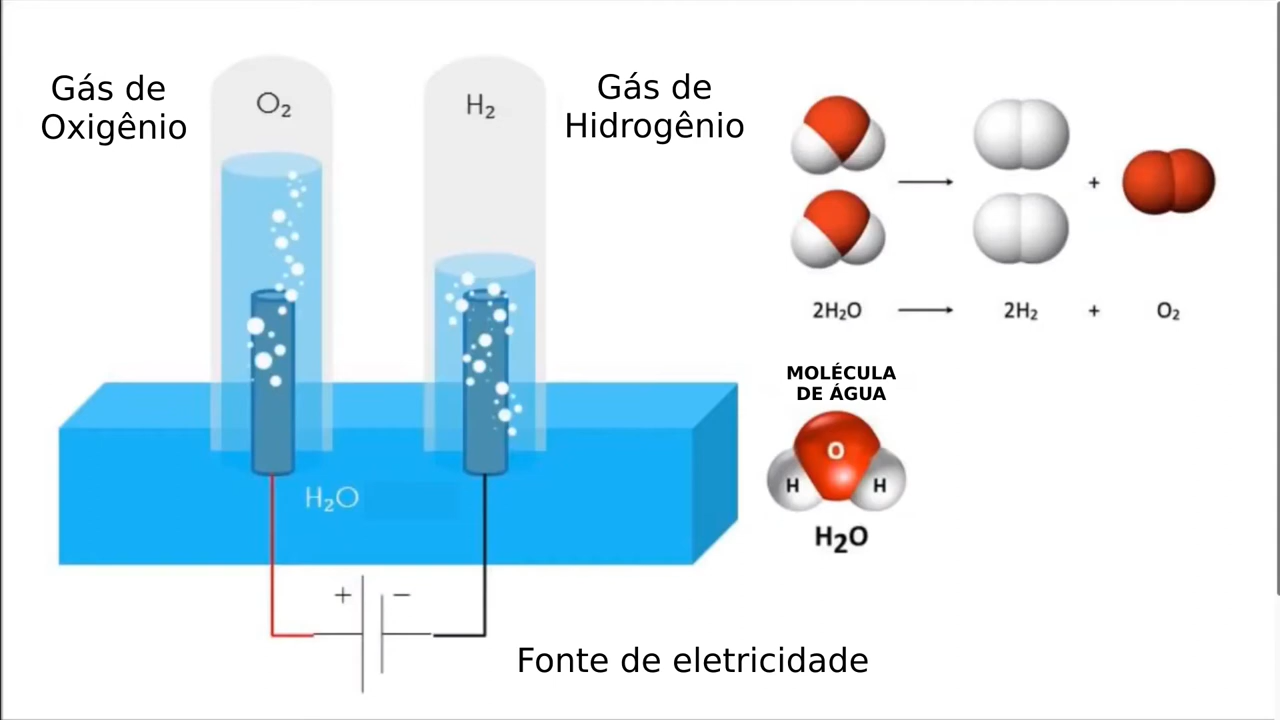 Gás de
Oxigênio
O₂
H₂
Gás de
Hidrogênio
+
2H₂O ⟶ 2H₂ + O₂
MOLÉCULA
DE ÁGUA
O
H H
H₂O
H₂O
+ −
Fonte de eletricidade